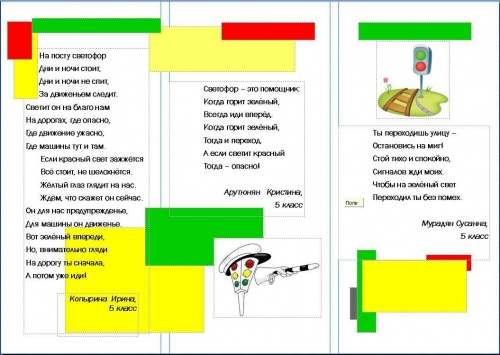 На посту светофор
Дни и ночи стоит,
Дни и ночи не спит,
За движеньем следит.
Светит он на благо нам
На дорогах, где опасно,
Где движение ужасно,
Где машины тут и там.
Если красный свет зажжётся
Всё стоит, не шелохнётся.
Жёлтый глаз глядит на нас.
Ждём, что скажет он сейчас.
Он для нас предупрежденье,
Для машины он движенье.
Вот зелёный впереди,
Но, внимательно гляди
На дорогу ты сначала,
А потом уже иди!
Копырина Ирина,
5 класс
Светофор – это помощник:
Когда горит зелёный,
Всегда иди вперёд.
Когда горит зелёный,
Тогда и переход.
А если светит красный
Тогда – опасно!
Арутюнян Кристина,
5 класс
Ты переходишь улицу –
Остановись на миг!
Стой тихо и спокойно,
Сигналов жди моих.
Чтобы на зелёный свет
Переходил ты без помех.
Поле
Мурадян Сусанна,
5 класс